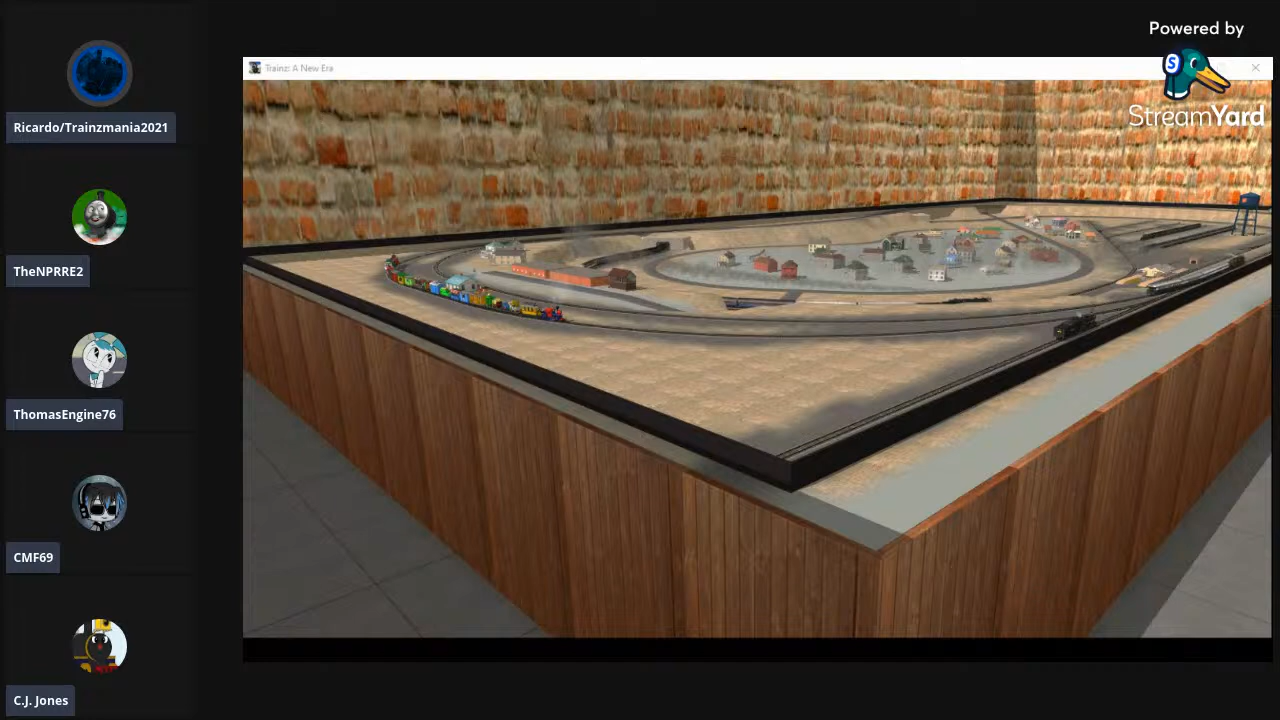 Powered by
StreamYard
Trainz: A New Era
Ricardo/Trainzmania2021
TheNPRRE2
ThomasEngine76
CMF69
C.J. Jones